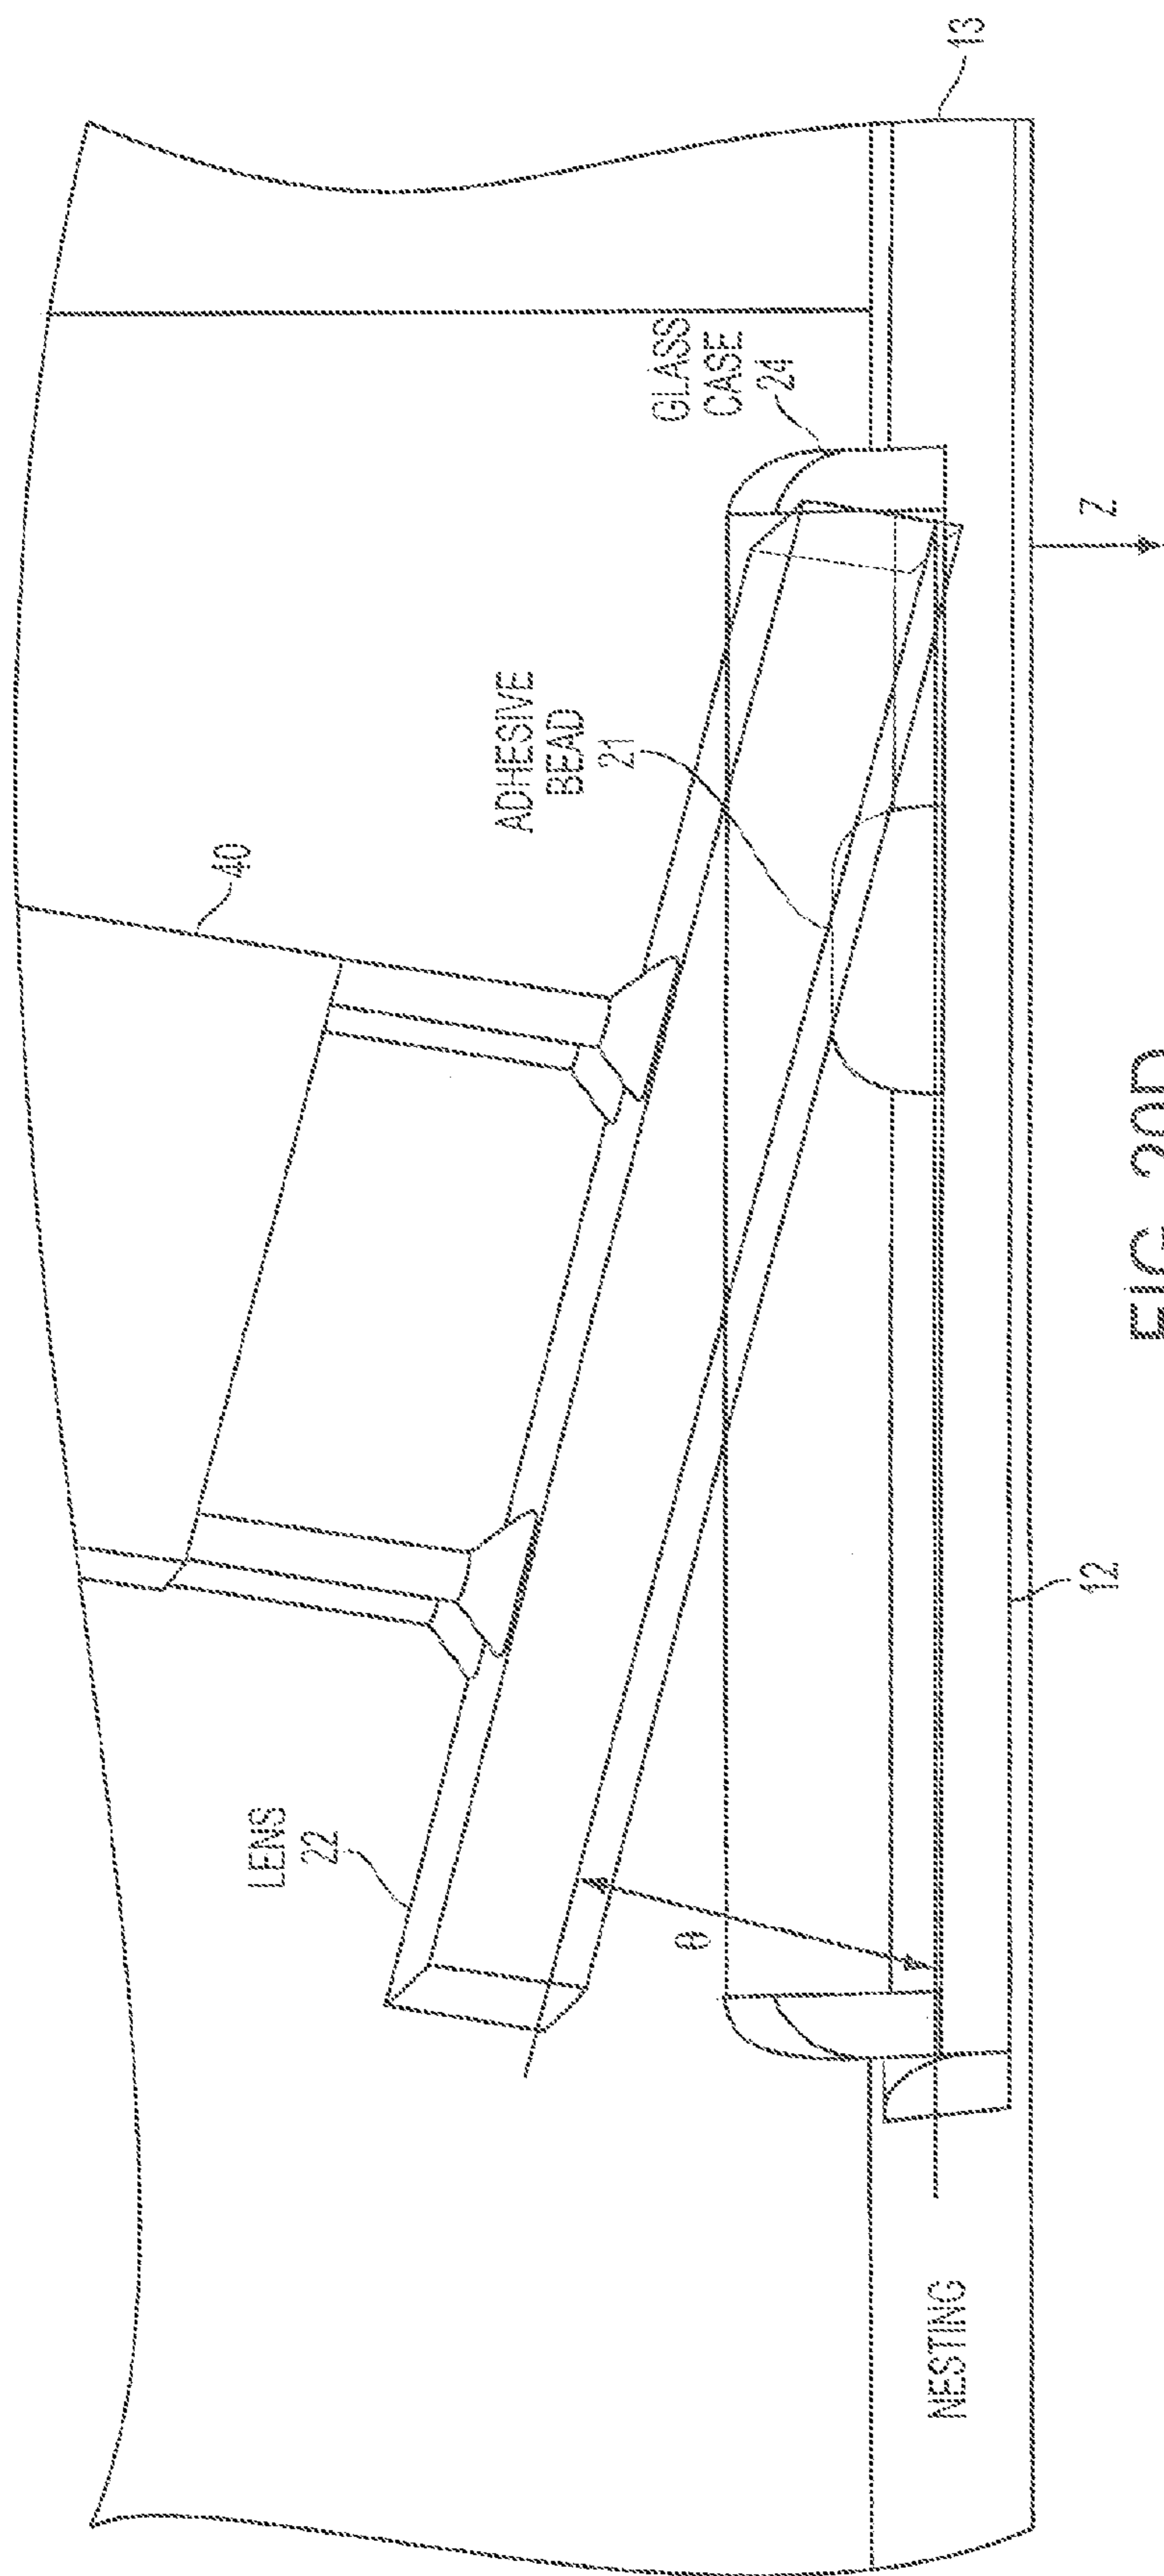 13
GLASS
CASE
24
ADHESIVE
BEAD
21
40
LENS
22
θ
12
NESTING
Z
FIG. 20D